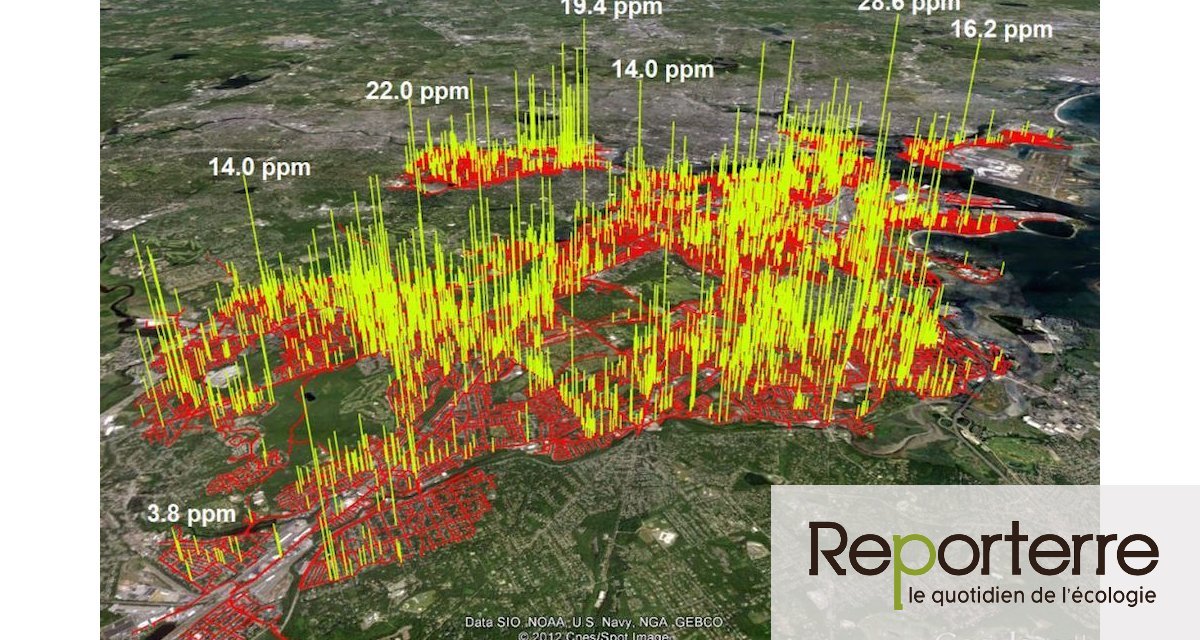 19.4 ppm
28.6 ppm
16.2 ppm
14.0 ppm
22.0 ppm
14.0 ppm
3.8 ppm
Reporterre
le quotidien de l'écologie
Data SIO, NOAA, U.S. Navy, NGA, GEBCO
© 2012 Cnes/Spot Image